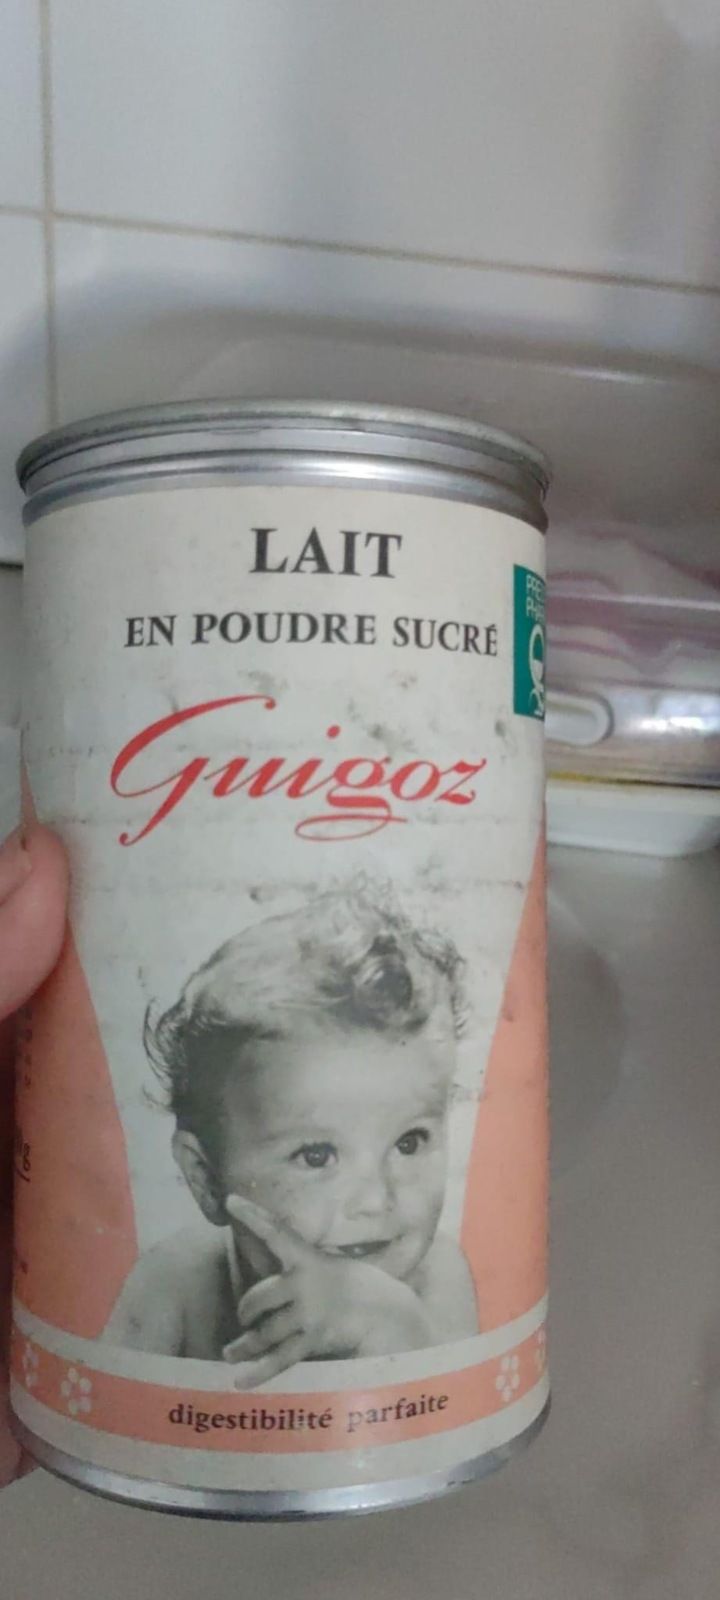 LAIT
EN POUDRE SUCRÉ
Guigoz
digestibilité parfaite